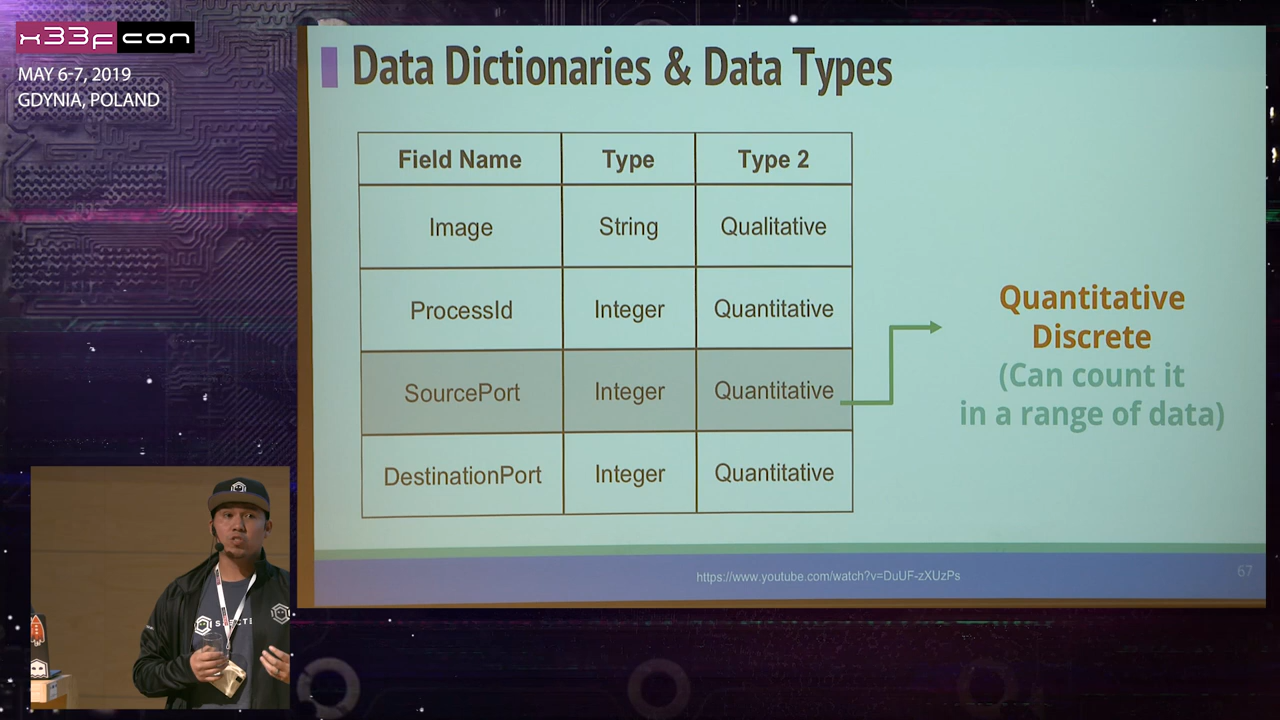 x33fcon
MAY 6-7, 2019
GDYNIA, POLAND
Data Dictionaries & Data Types
Field Name Type Type 2
Image String Qualitative
ProcessId Integer Quantitative
SourcePort Integer Quantitative
DestinationPort Integer Quantitative
Quantitative
Discrete
(Can count it
in a range of data)
https://www.youtube.com/watch?v=DuUF-zXUzPs
67